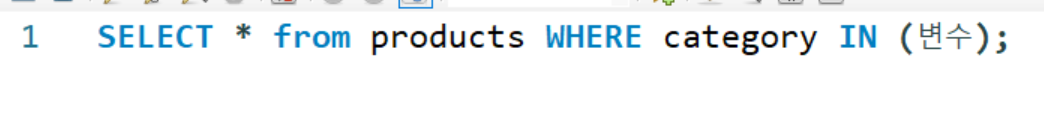 1 SELECT * from products WHERE category IN (변수);